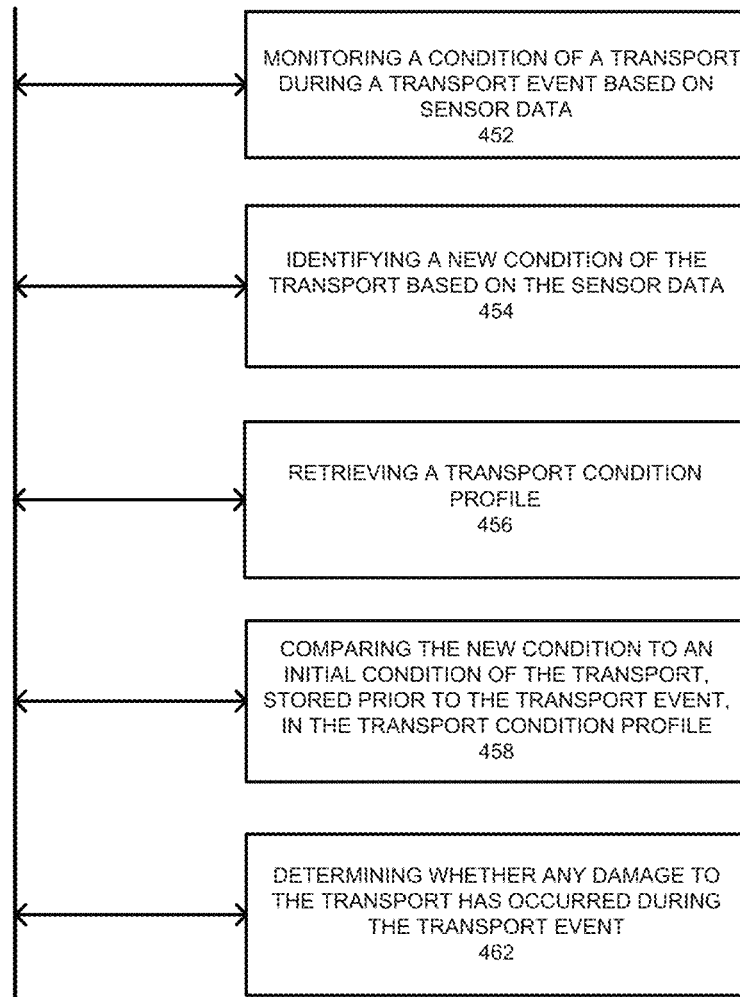 MONITORING A CONDITION OF A TRANSPORT
DURING A TRANSPORT EVENT BASED ON
SENSOR DATA
452
IDENTIFYING A NEW CONDITION OF THE
TRANSPORT BASED ON THE SENSOR DATA
454
RETRIEVING A TRANSPORT CONDITION
PROFILE
456
COMPARING THE NEW CONDITION TO AN
INITIAL CONDITION OF THE TRANSPORT,
STORED PRIOR TO THE TRANSPORT EVENT,
IN THE TRANSPORT CONDITION PROFILE
458
DETERMINING WHETHER ANY DAMAGE TO
THE TRANSPORT HAS OCCURRED DURING
THE TRANSPORT EVENT
462